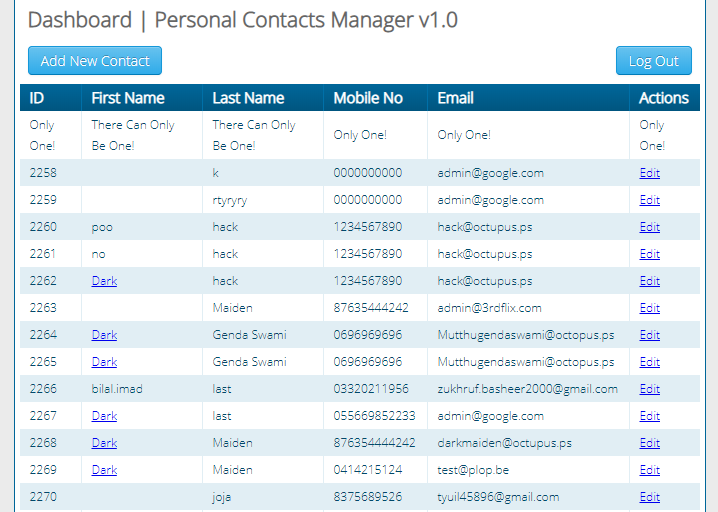 Dashboard | Personal Contacts Manager v1.0
Add New Contact Log Out
ID First Name Last Name Mobile No Email Actions
Only There Can Only There Can Only Only One! Only One! Only
One! Be One! Be One! One!
2258 k 0000000000 admin@google.com Edit
2259 rtyryry 0000000000 admin@google.com Edit
2260 poo hack 1234567890 hack@octupus.ps Edit
2261 no hack 1234567890 hack@octupus.ps Edit
2262 Dark hack 1234567890 hack@octupus.ps Edit
2263 Maiden 87635444242 admin@3rdflix.com Edit
2264 Dark Genda Swami 0696969696 Mutthugendaswami@octopus.ps Edit
2265 Dark Genda Swami 0696969696 Mutthugendaswami@octopus.ps Edit
2266 bilal.imad last 03320211956 zukhruf.basheer2000@gmail.com Edit
2267 Dark last 055669852233 admin@google.com Edit
2268 Dark Maiden 876354444242 darkmaiden@octupus.ps Edit
2269 Dark Maiden 0414215124 test@plop.be Edit
2270 joja 8375689526 tyuil45896@gmail.com Edit